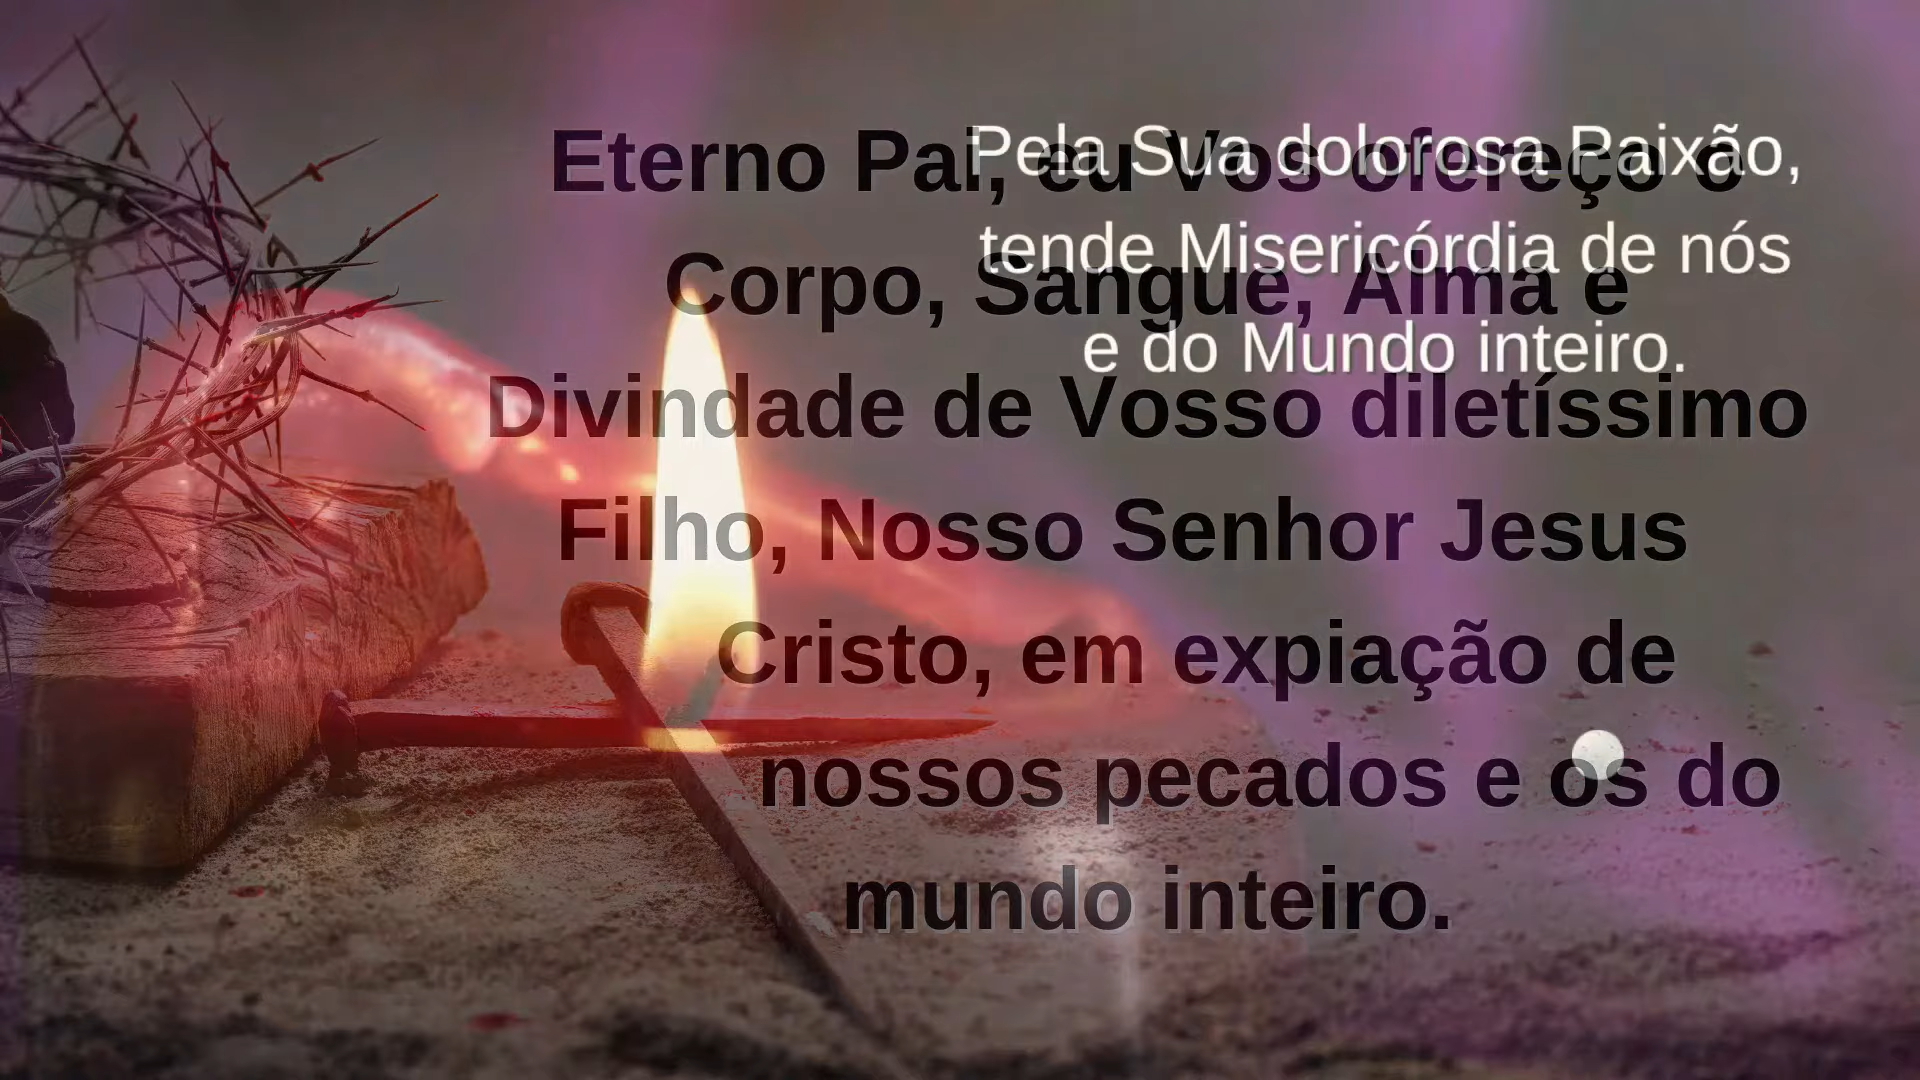 Eterno Pai, eu Vos ofereço o
Corpo, Sangue, Alma e
Divindade de Vosso diletíssimo
Filho, Nosso Senhor Jesus
Cristo, em expiação de
nossos pecados e os do
mundo inteiro.
Pela Sua dolorosa Paixão,
tende Misericórdia de nós
e do Mundo inteiro.